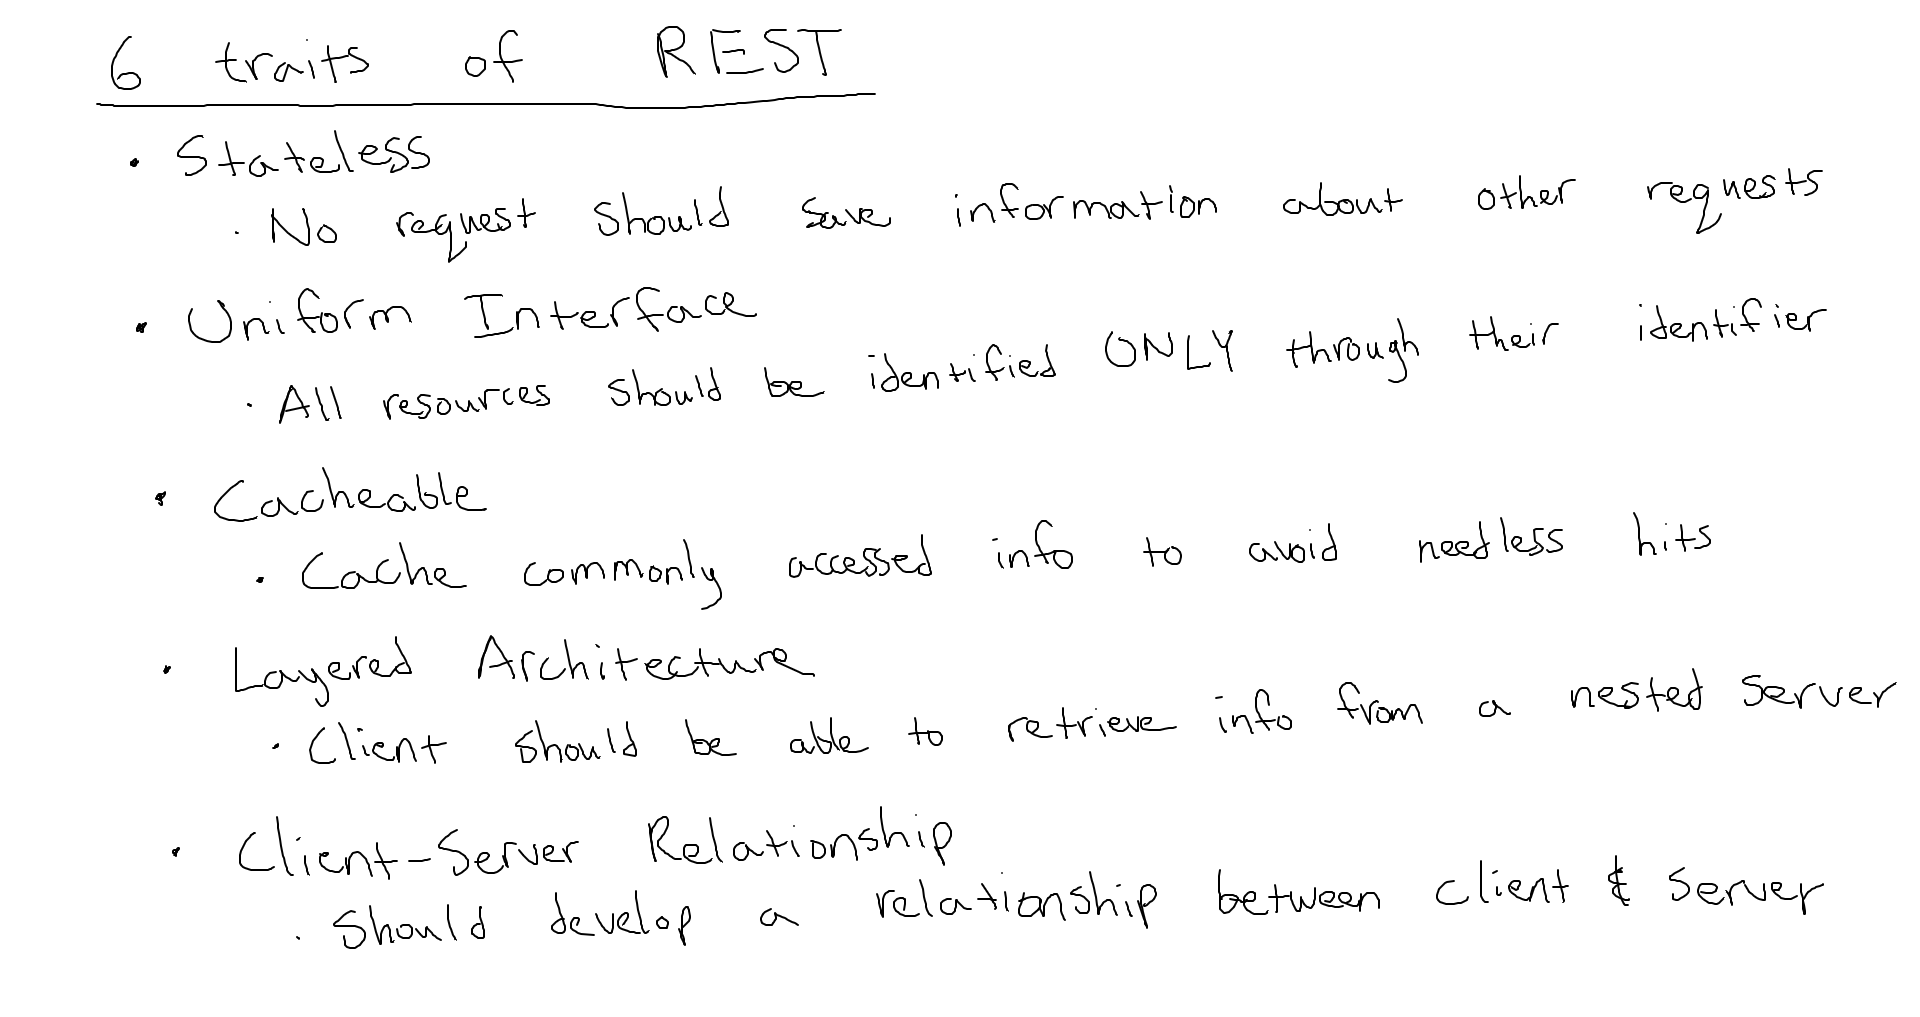 6 traits of REST
• Stateless
• No request should save information about other requests
• Uniform Interface
• All resources should be identified ONLY through their identifier
• Cacheable
• Cache commonly accessed info to avoid needless hits
• Layered Architecture
• Client should be able to retrieve info from a nested server
• Client-Server Relationship
• Should develop a relationship between client & server